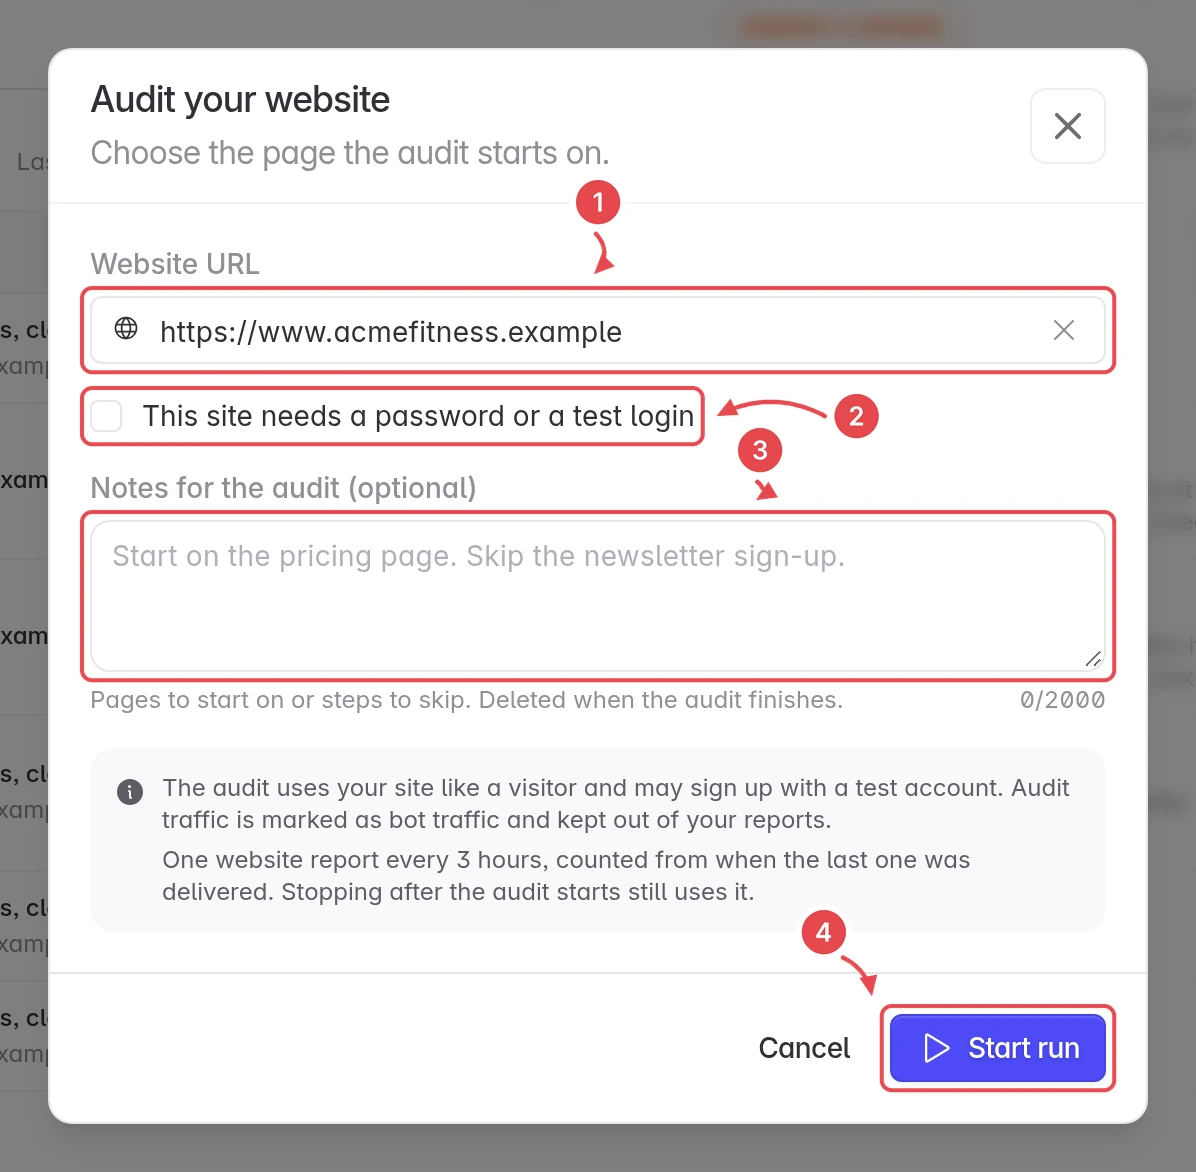 Audit your website
Choose the page the audit starts on.
1
Website URL
https://www.acmefitness.example
This site needs a password or a test login
2
3
Notes for the audit (optional)
Start on the pricing page. Skip the newsletter sign-up.
Pages to start on or steps to skip. Deleted when the audit finishes.
0/2000
The audit uses your site like a visitor and may sign up with a test account. Audit
traffic is marked as bot traffic and kept out of your reports.
One website report every 3 hours, counted from when the last one was
delivered. Stopping after the audit starts still uses it.
4
Cancel
Start run